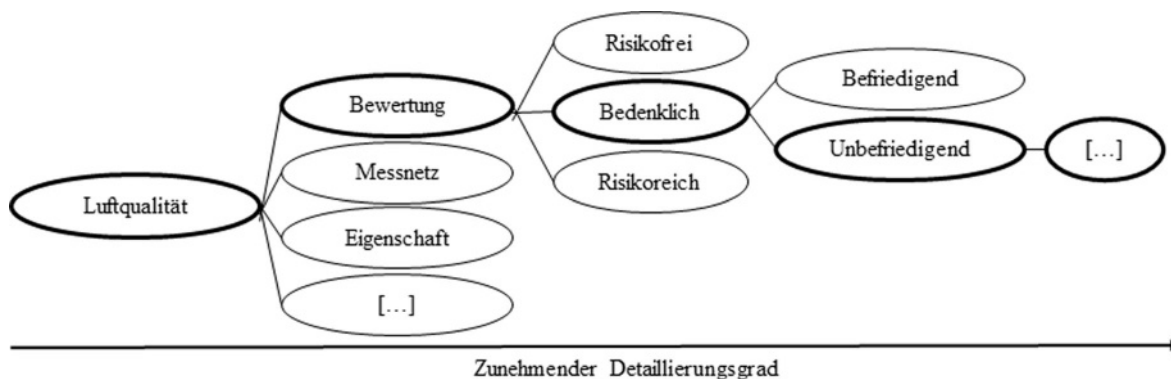 Luftqualität
Bewertung
Messnetz
Eigenschaft
[…]
Risikofrei
Bedenklich
Risikoreich
Befriedigend
Unbefriedigend
[…]
Zunehmender Detaillierungsgrad